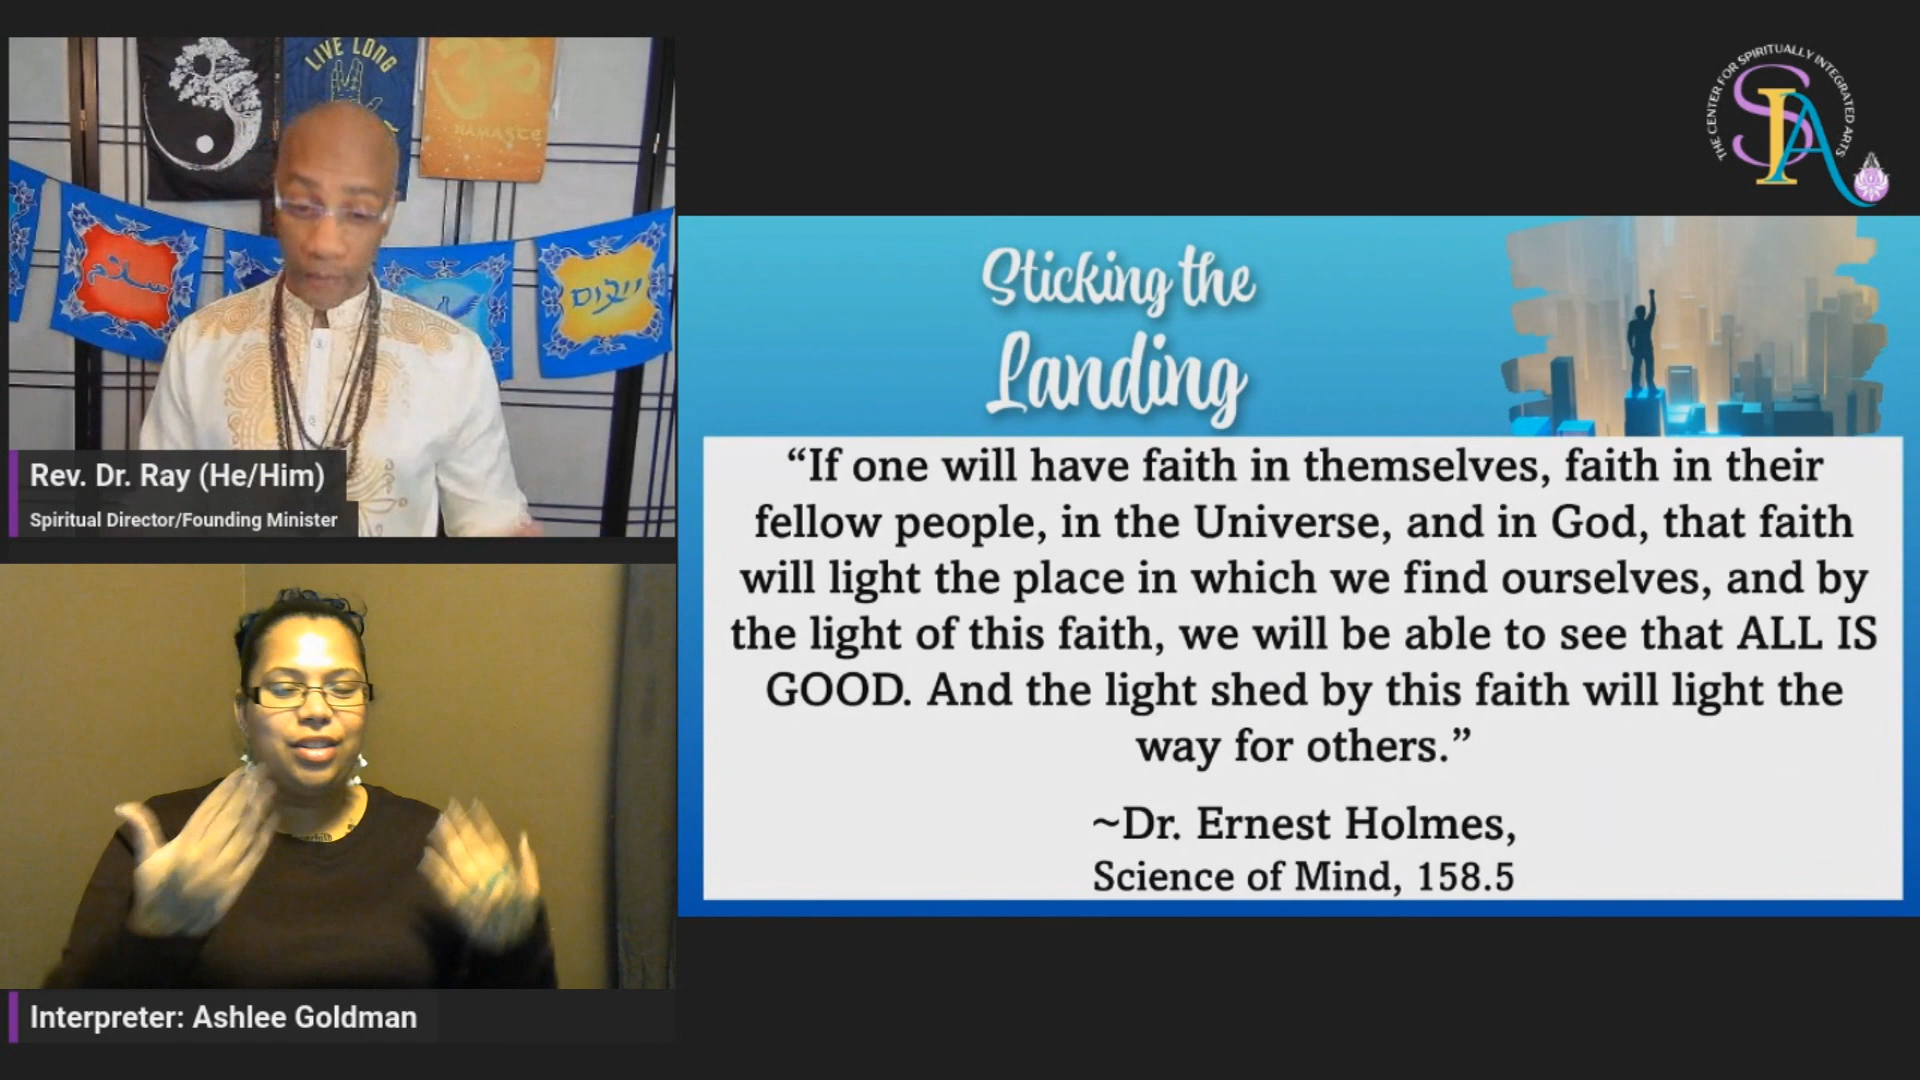 LIVE LONG
NAMASTE
سلام
Rev. Dr. Ray (He/Him)
Spiritual Director/Founding Minister
Interpreter: Ashlee Goldman
THE CENTER FOR SPIRITUALLY INTEGRATED ARTS
SIA
Sticking the
Landing
“If one will have faith in themselves, faith in their
fellow people, in the Universe, and in God, that faith
will light the place in which we find ourselves, and by
the light of this faith, we will be able to see that ALL IS
GOOD. And the light shed by this faith will light the
way for others.”
~Dr. Ernest Holmes,
Science of Mind, 158.5